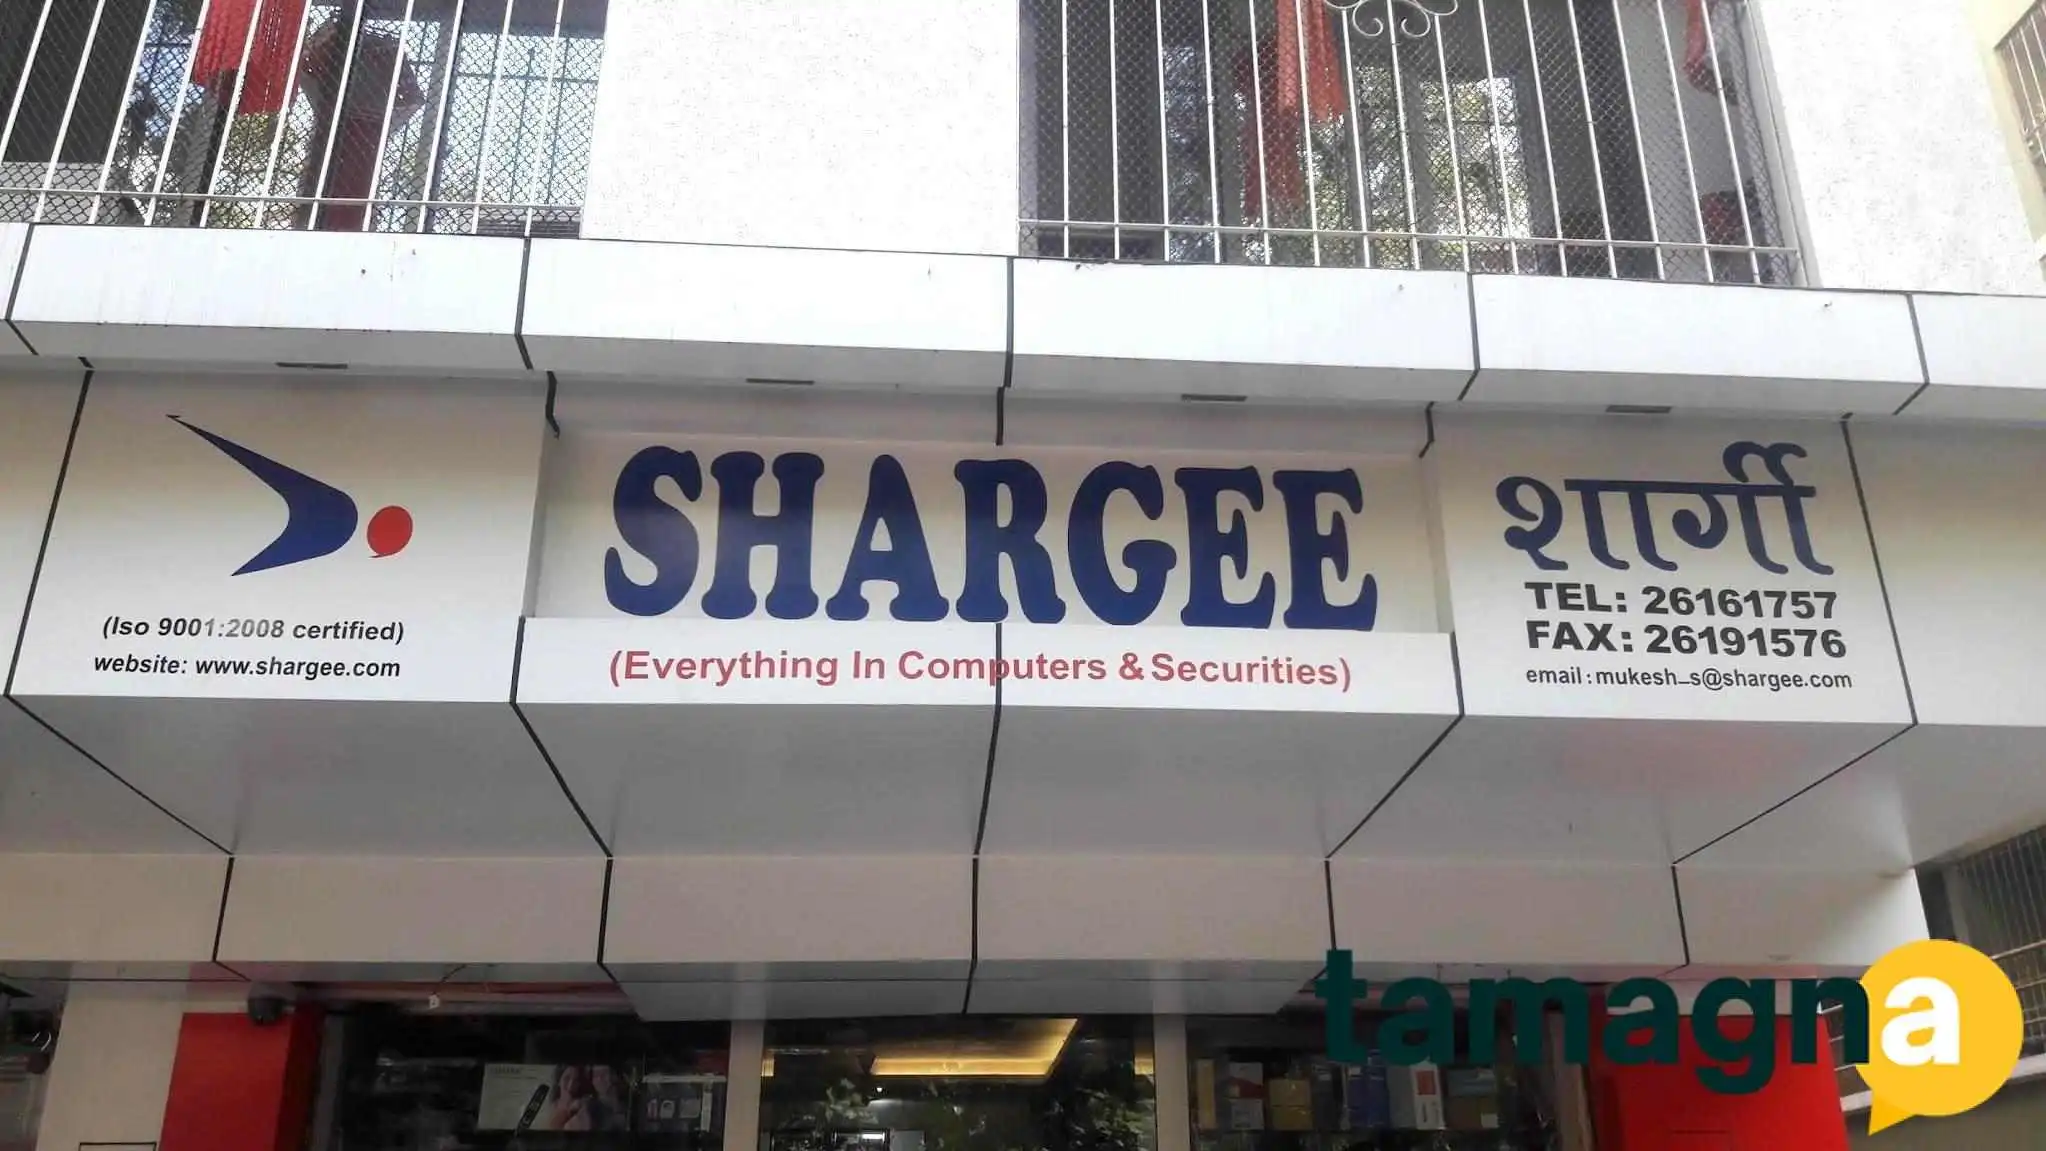 (Iso 9001:2008 certified)
website: www.shargee.com
SHARGEE
(Everything In Computers & Securities)
शार्गी
TEL: 26161757
FAX: 26191576
email : mukesh_s@shargee.com
tamagna